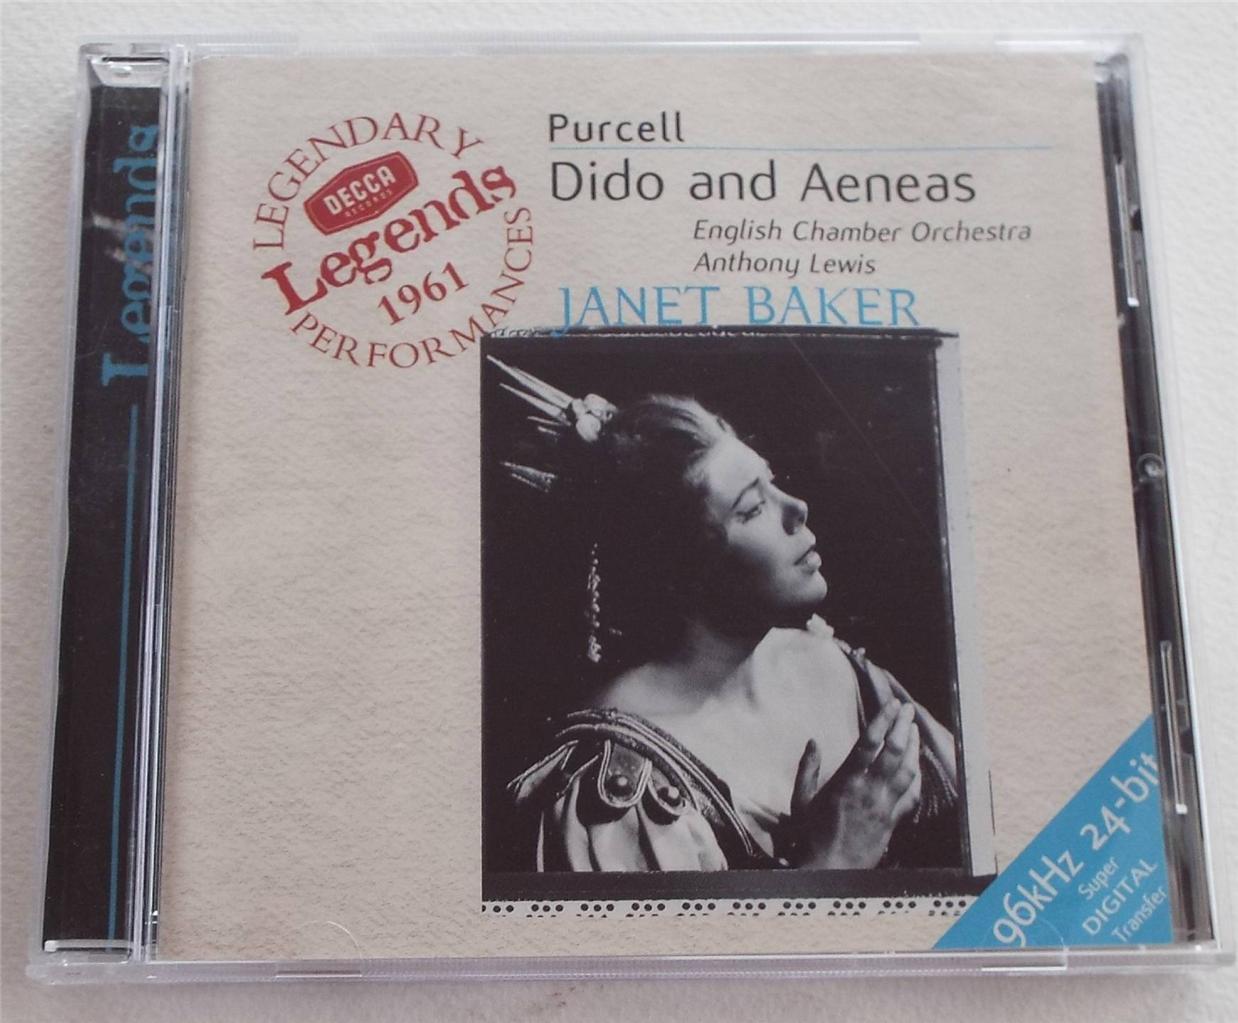 Legends
LEGENDARY
DECCA
RECORDS
Legends
1961
PERFORMANCES
Purcell
Dido and Aeneas
English Chamber Orchestra
Anthony Lewis
JANET BAKER
96kHz 24-bit
Super
DIGITAL
Transfer